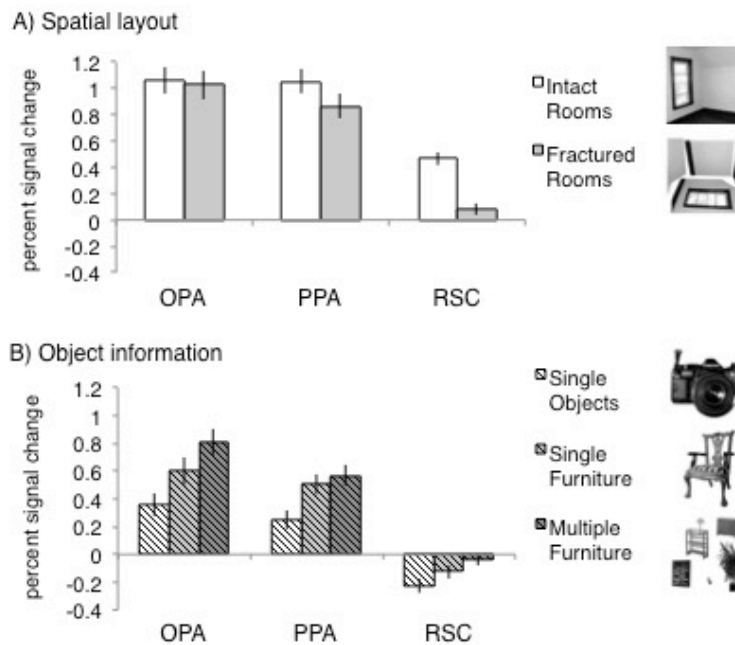 A) Spatial layout
percent signal change
1.2
1
0.8
0.6
0.4
0.2
0
-0.2
-0.4
OPA
PPA
RSC
Intact
Rooms
Fractured
Rooms
B) Object information
percent signal change
1.2
1
0.8
0.6
0.4
0.2
0
-0.2
-0.4
OPA
PPA
RSC
Single
Objects
Single
Furniture
Multiple
Furniture